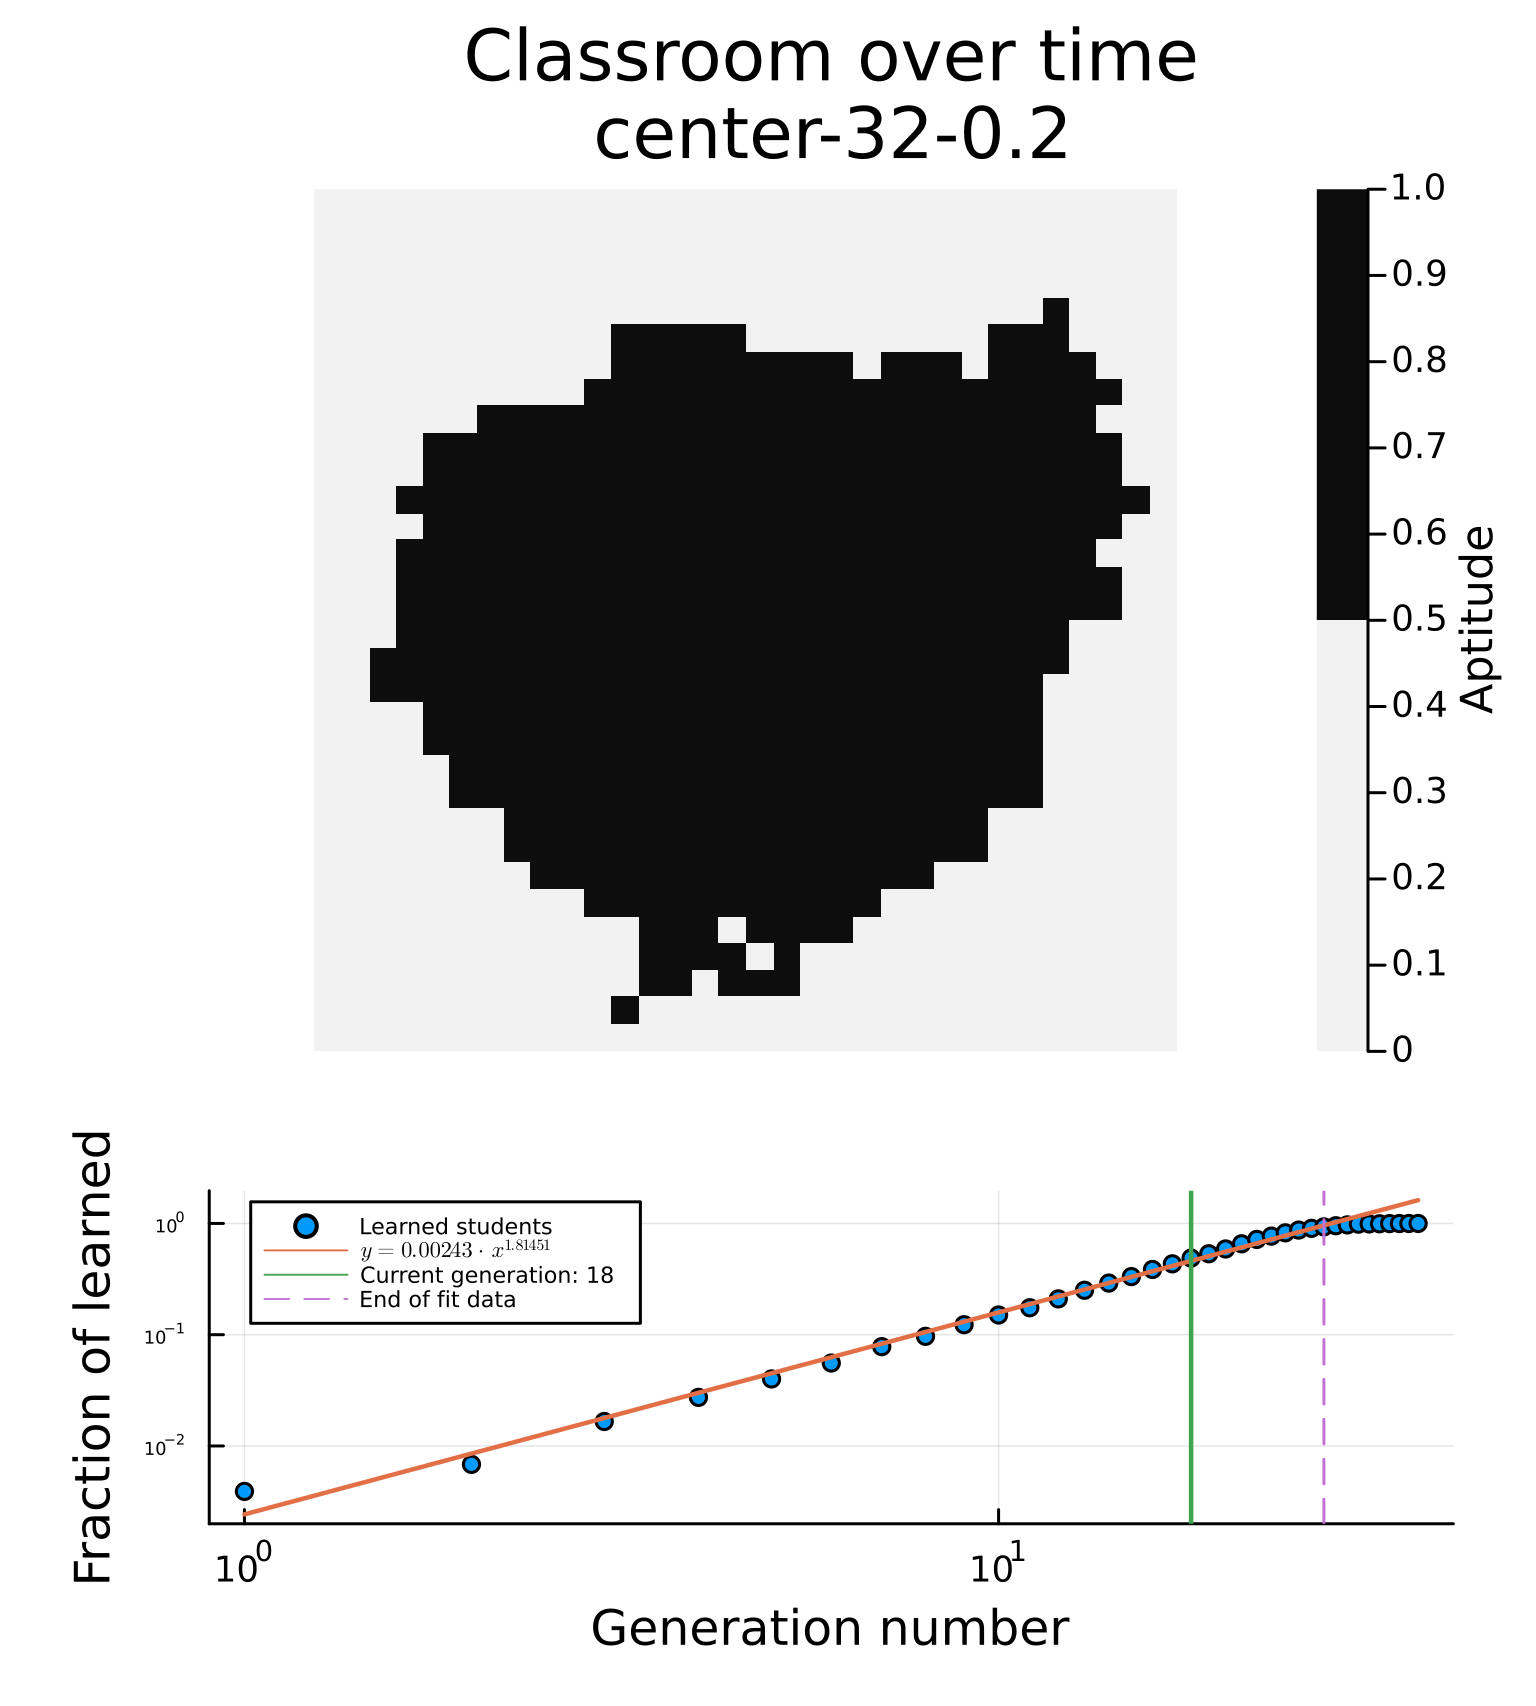 Classroom over time
center-32-0.2
1.0
0.9
0.8
0.7
0.6
0.5
0.4
0.3
0.2
0.1
0
Aptitude
Fraction of learned
10⁰
10⁻¹
10⁻²
Learned students
y = 0.00243 · x^1.81451
Current generation: 18
End of fit data
10⁰
10¹
Generation number